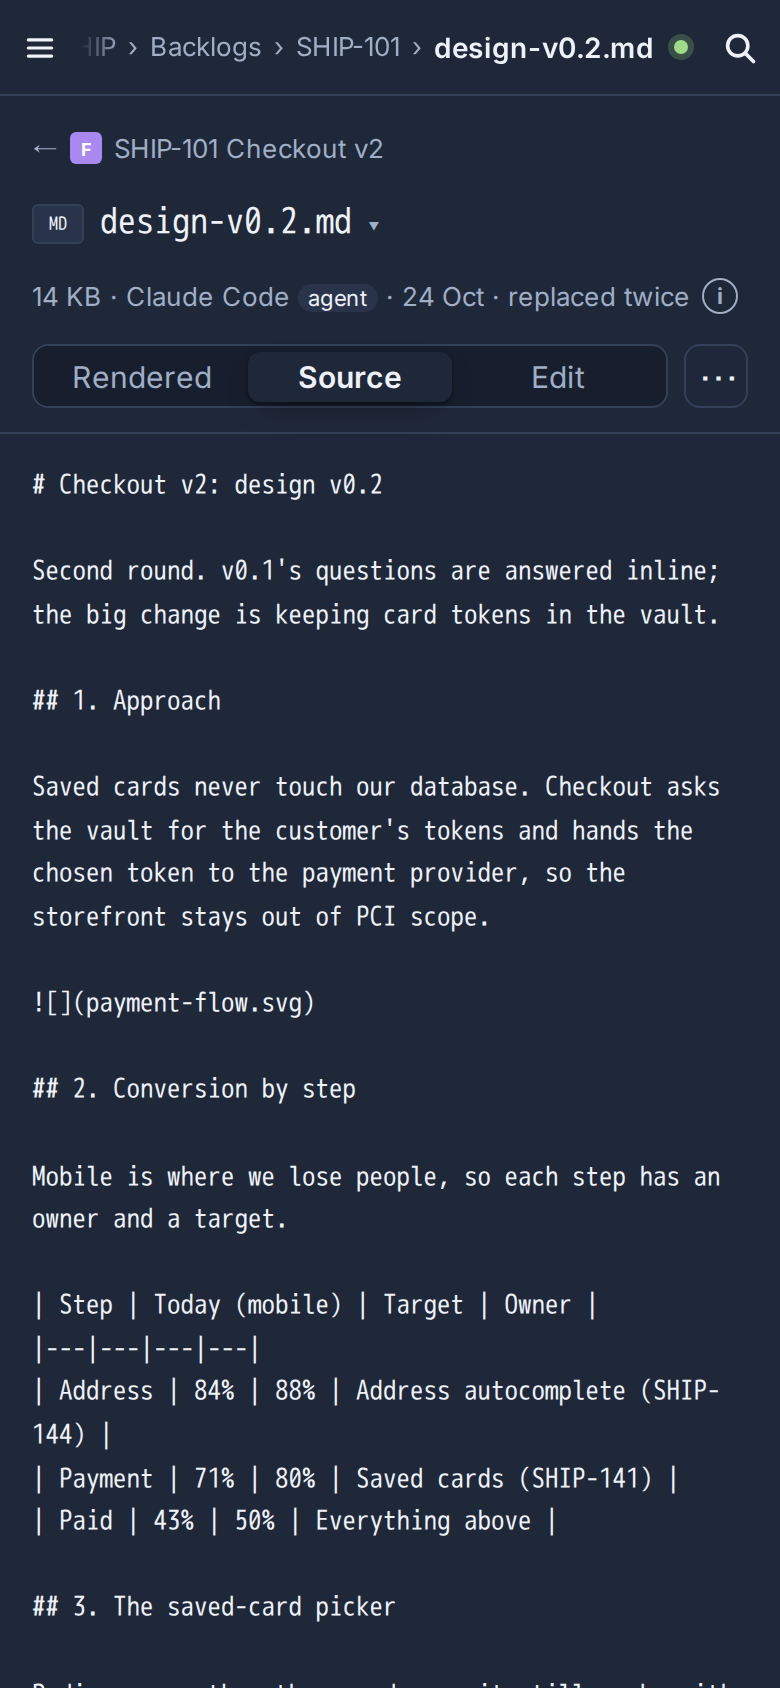 › Backlogs › SHIP-101 › design-v0.2.md
← F SHIP-101 Checkout v2
MD design-v0.2.md ▾
14 KB · Claude Code agent · 24 Oct · replaced twice i
Rendered Source Edit ...
# Checkout v2: design v0.2
Second round. v0.1's questions are answered inline;
the big change is keeping card tokens in the vault.
## 1. Approach
Saved cards never touch our database. Checkout asks
the vault for the customer's tokens and hands the
chosen token to the payment provider, so the
storefront stays out of PCI scope.
![](payment-flow.svg)
## 2. Conversion by step
Mobile is where we lose people, so each step has an
owner and a target.
| Step | Today (mobile) | Target | Owner |
|---|---|---|---|
| Address | 84% | 88% | Address autocomplete (SHIP-
144) |
| Payment | 71% | 80% | Saved cards (SHIP-141) |
| Paid | 43% | 50% | Everything above |
## 3. The saved-card picker